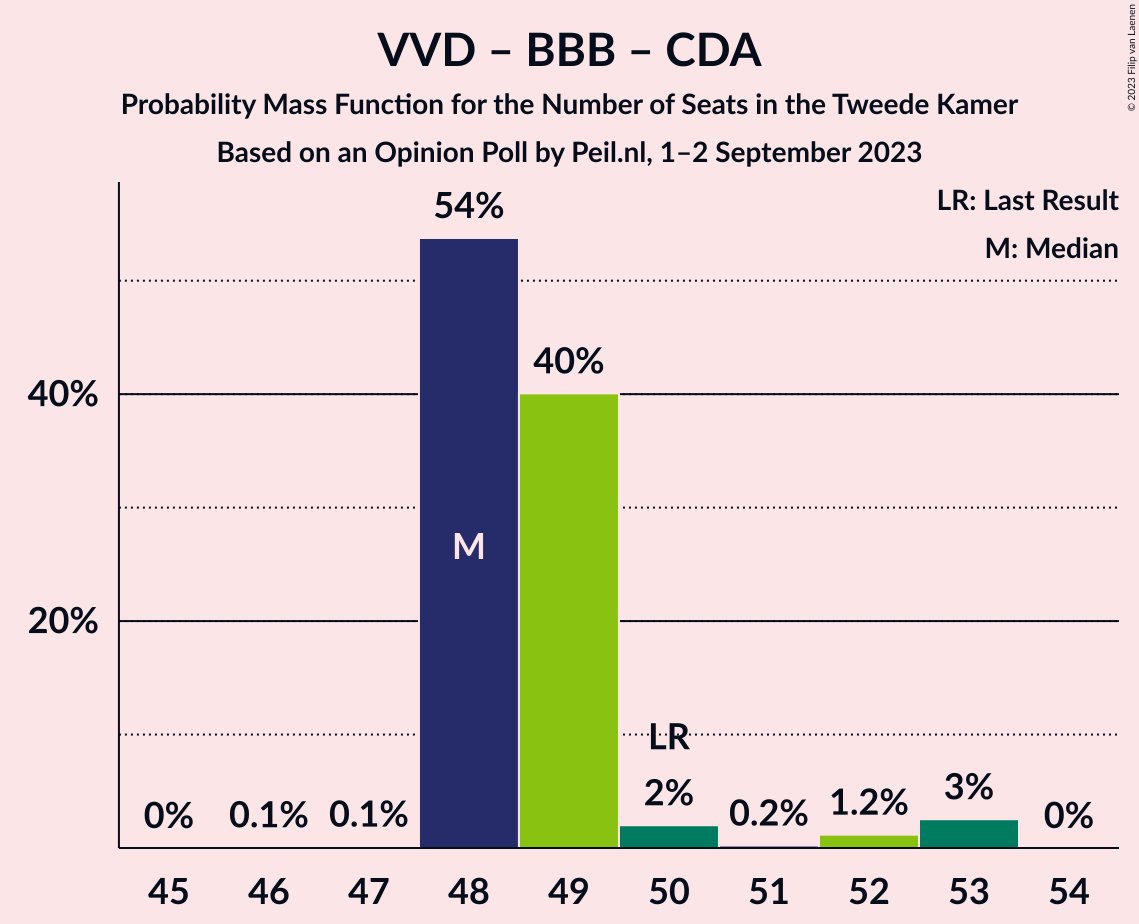 VVD – BBB – CDA
Probability Mass Function for the Number of Seats in the Tweede Kamer
Based on an Opinion Poll by Peil.nl, 1–2 September 2023
© 2023 Filip van Laenen
LR: Last Result
M: Median
54%
40%
40%
M
20%
LR
0%
0.1%
0.1%
2%
0.2%
1.2%
3%
0%
45
46
47
48
49
50
51
52
53
54